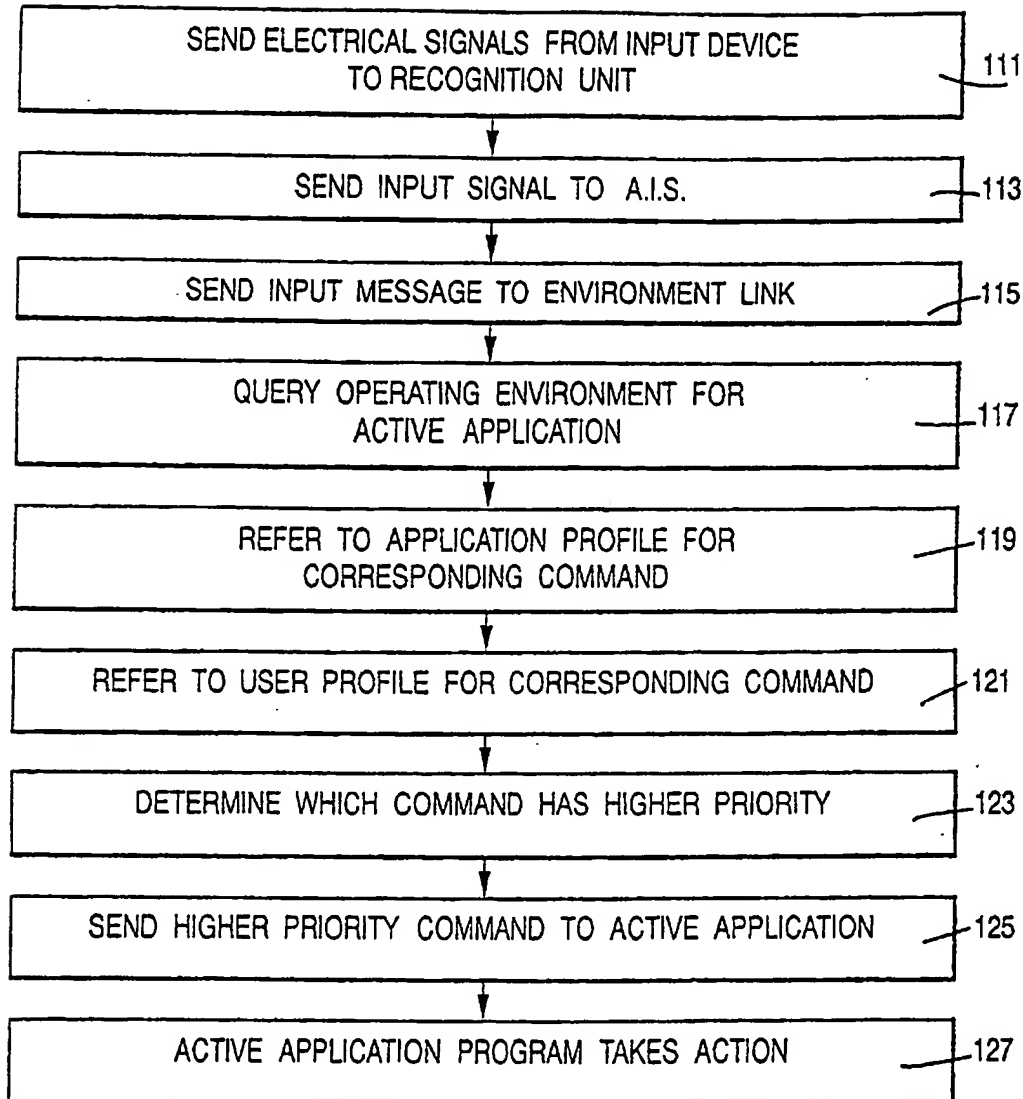 SEND ELECTRICAL SIGNALS FROM INPUT DEVICE
TO RECOGNITION UNIT
111
SEND INPUT SIGNAL TO A.I.S.
113
SEND INPUT MESSAGE TO ENVIRONMENT LINK
115
QUERY OPERATING ENVIRONMENT FOR
ACTIVE APPLICATION
117
REFER TO APPLICATION PROFILE FOR
CORRESPONDING COMMAND
119
REFER TO USER PROFILE FOR CORRESPONDING COMMAND
121
DETERMINE WHICH COMMAND HAS HIGHER PRIORITY
123
SEND HIGHER PRIORITY COMMAND TO ACTIVE APPLICATION
125
ACTIVE APPLICATION PROGRAM TAKES ACTION
127